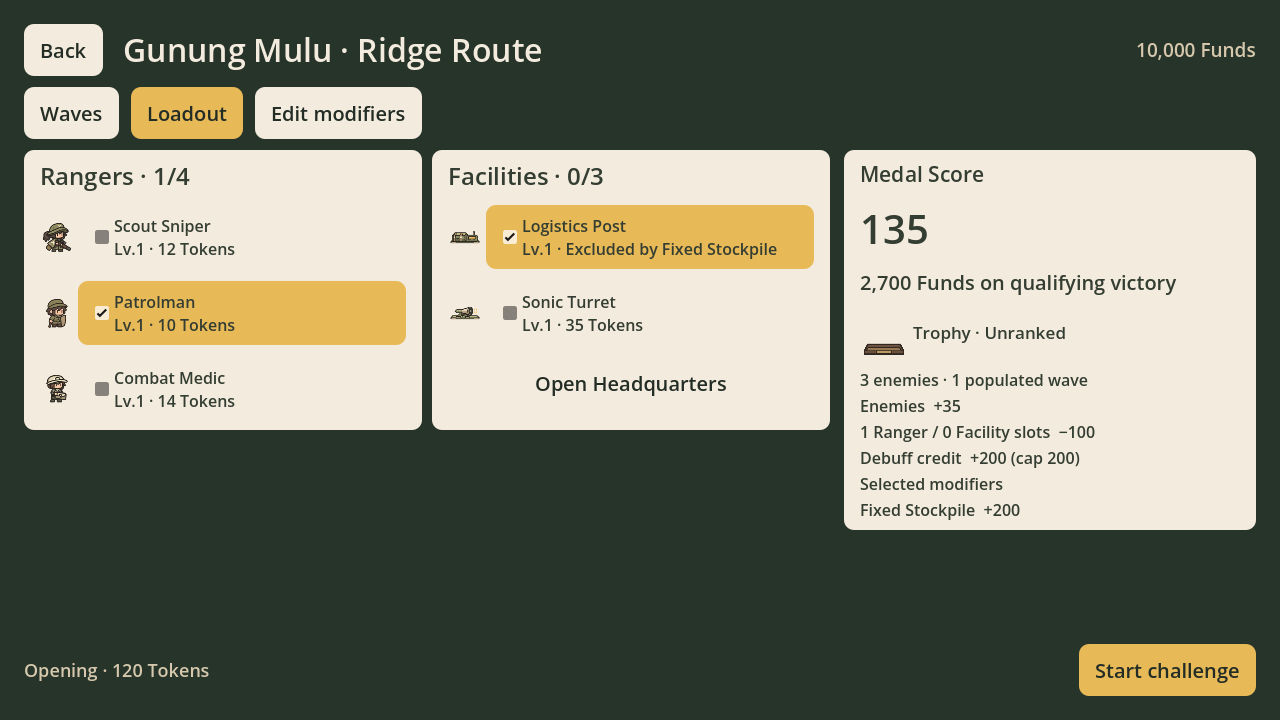 Back
Gunung Mulu · Ridge Route
10,000 Funds
Waves
Loadout
Edit modifiers
Rangers · 1/4
Scout Sniper
Lv.1 · 12 Tokens
Patrolman
Lv.1 · 10 Tokens
Combat Medic
Lv.1 · 14 Tokens
Facilities · 0/3
Logistics Post
Lv.1 · Excluded by Fixed Stockpile
Sonic Turret
Lv.1 · 35 Tokens
Open Headquarters
Medal Score
135
2,700 Funds on qualifying victory
Trophy · Unranked
3 enemies · 1 populated wave
Enemies +35
1 Ranger / 0 Facility slots −100
Debuff credit +200 (cap 200)
Selected modifiers
Fixed Stockpile +200
Opening · 120 Tokens
Start challenge